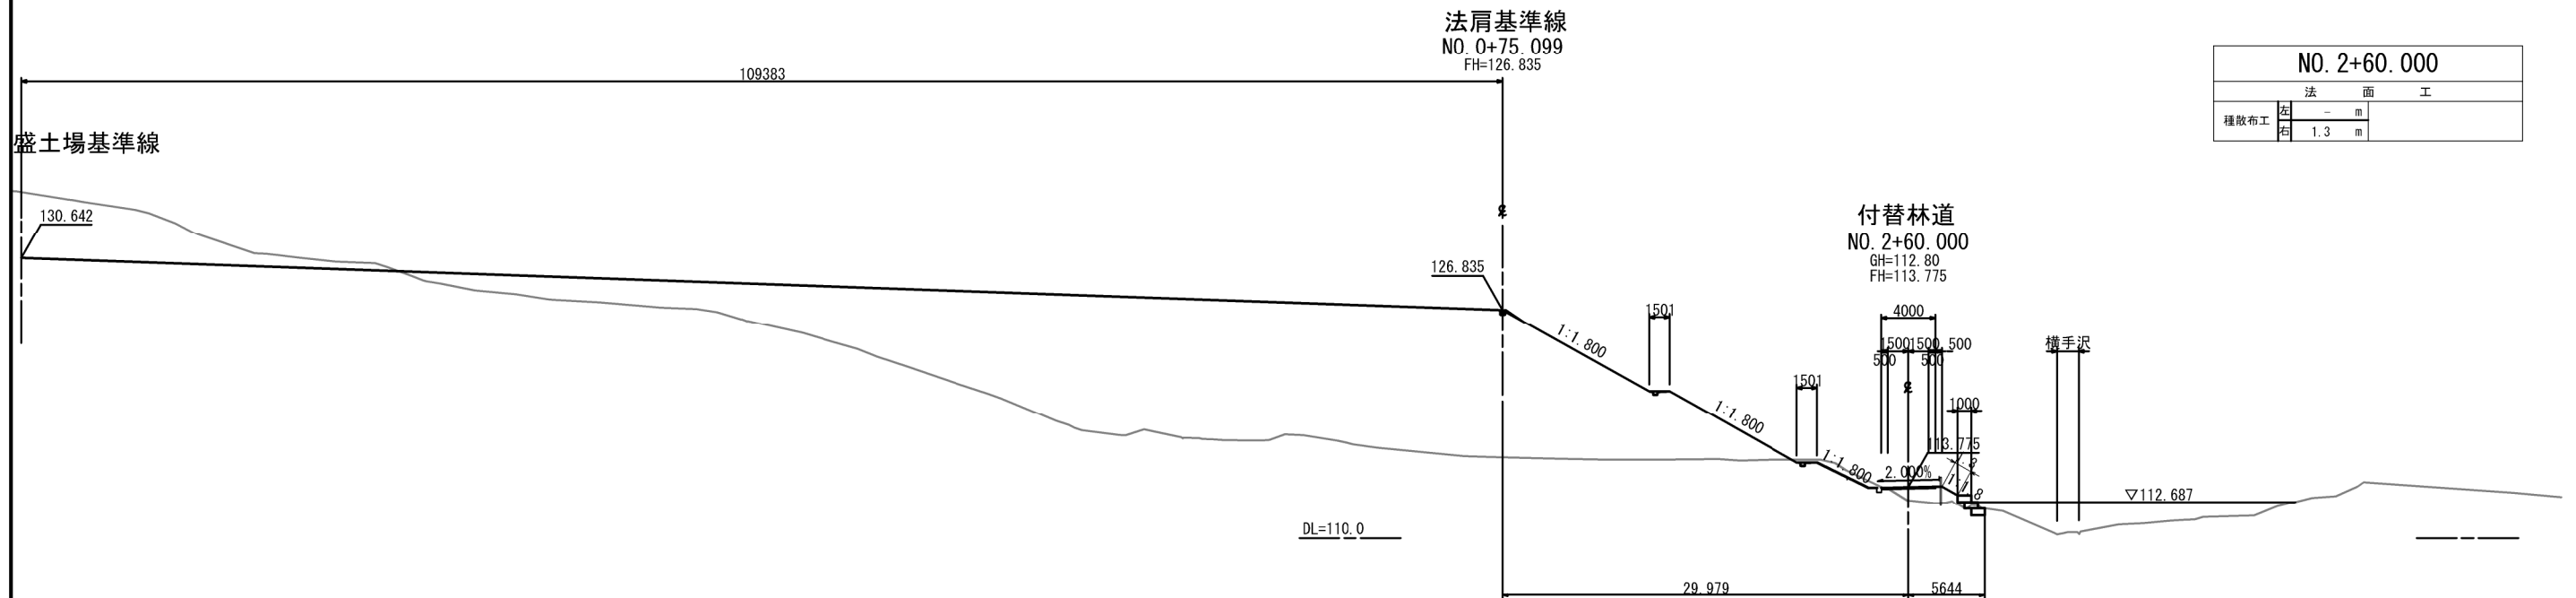 法肩基準線
NO. 0+75. 099
FH=126. 835
109383
盛土場基準線
130. 642
126. 835
NO. 2+60. 000
法 面 工
種散布工
左 － m
右 1. 3 m
付替林道
NO. 2+60. 000
GH=112. 80
FH=113. 775
4000
1500
1500
500
500
500
1501
1:1. 800
1501
1:1. 800
1:1. 800
2. 000%
113. 775
1000
1:1. 8
横手沢
▽112. 687
DL=110. 0
29. 979
5644